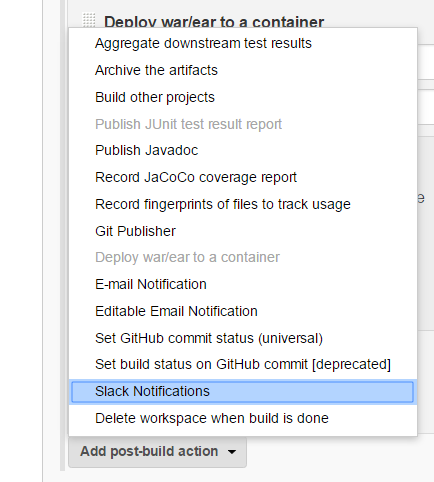 Deploy war/ear to a container
Aggregate downstream test results
Archive the artifacts
Build other projects
Publish JUnit test result report
Publish Javadoc
Record JaCoCo coverage report
Record fingerprints of files to track usage
Git Publisher
Deploy war/ear to a container
E-mail Notification
Editable Email Notification
Set GitHub commit status (universal)
Set build status on GitHub commit [deprecated]
Slack Notifications
Delete workspace when build is done
Add post-build action